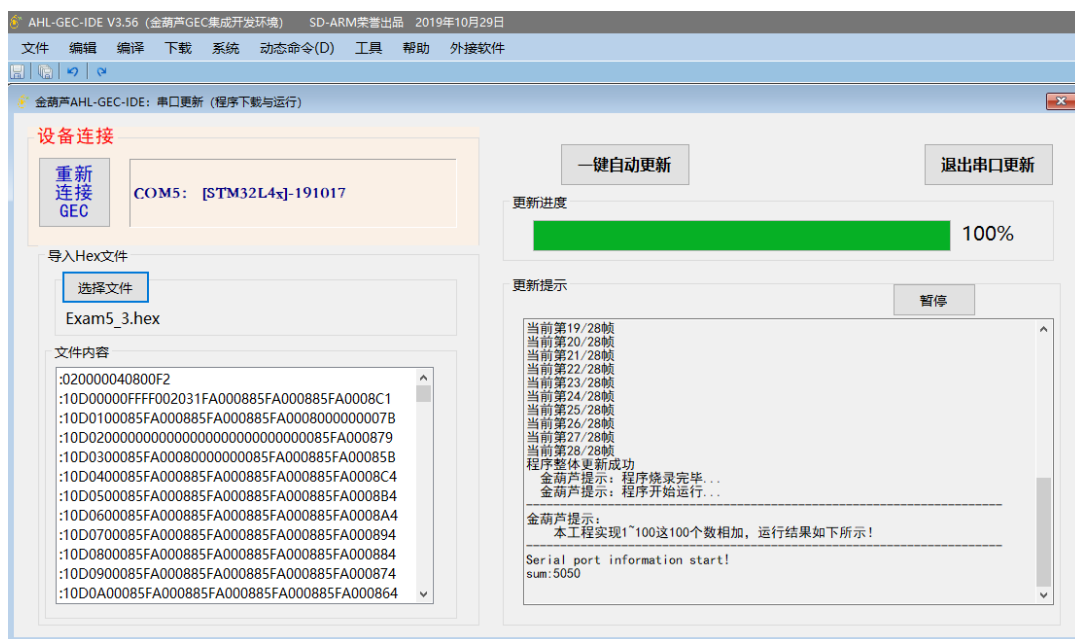 AHL-GEC-IDE V3.56（金葫芦GEC集成开发环境） SD-ARM荣誉出品 2019年10月29日
文件 编辑 编译 下载 系统 动态命令(D) 工具 帮助 外接软件
金葫芦AHL-GEC-IDE：串口更新（程序下载与运行）
设备连接
重新
连接
GEC
COM5： [STM32L4x]-191017
导入Hex文件
选择文件
Exam5_3.hex
文件内容
:020000040800F2
:10D00000FFFF002031FA000885FA000885FA0008C1
:10D0100085FA000885FA000885FA0008000000007B
:10D0200000000000000000000000000085FA000879
:10D0300085FA00080000000085FA000885FA00085B
:10D0400085FA000885FA000885FA000885FA0008C4
:10D0500085FA000885FA000885FA000885FA0008B4
:10D0600085FA000885FA000885FA000885FA0008A4
:10D0700085FA000885FA000885FA000885FA000894
:10D0800085FA000885FA000885FA000885FA000884
:10D0900085FA000885FA000885FA000885FA000874
:10D0A00085FA000885FA000885FA000885FA000864
一键自动更新
退出串口更新
更新进度
100%
更新提示
暂停
当前第19/28帧
当前第20/28帧
当前第21/28帧
当前第22/28帧
当前第23/28帧
当前第24/28帧
当前第25/28帧
当前第26/28帧
当前第27/28帧
当前第28/28帧
程序整体更新成功
金葫芦提示：程序烧录完毕...
金葫芦提示：程序开始运行...
金葫芦提示：
本工程实现1~100这100个数相加，运行结果如下所示！
Serial port information start!
sum:5050